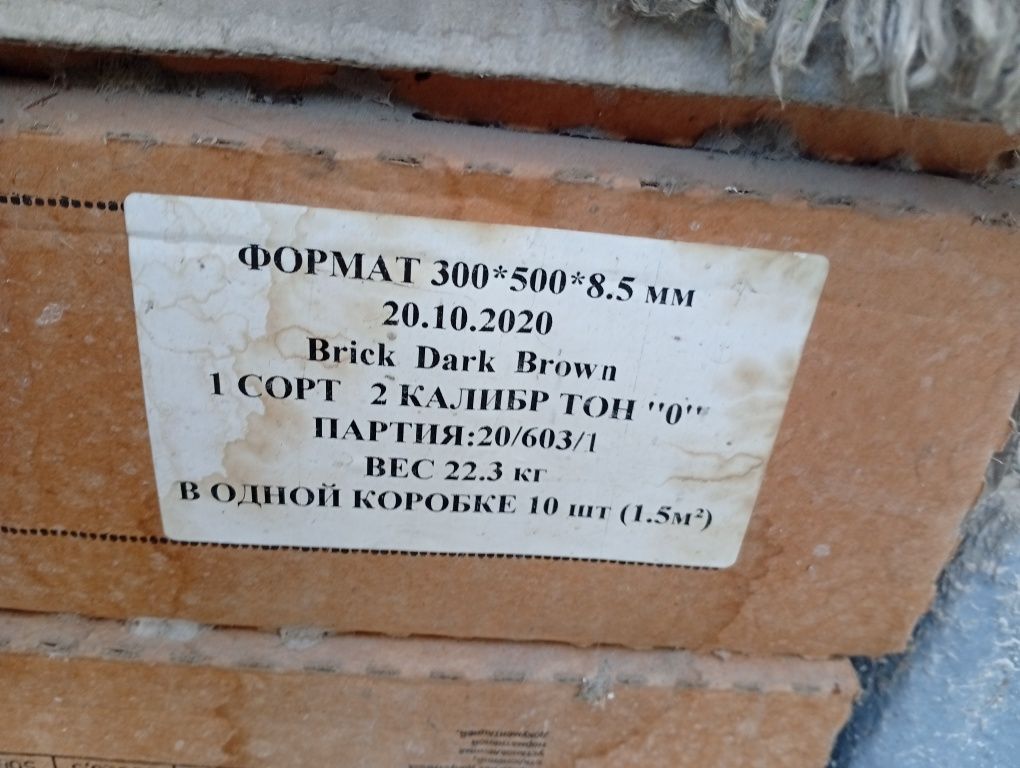 ФОРМАТ 300*500*8.5 мм
20.10.2020
Brick Dark Brown
1 СОРТ 2 КАЛИБР ТОН "0"
ПАРТИЯ:20/603/1
ВЕС 22.3 кг
В ОДНОЙ КОРОБКЕ 10 шт (1.5м²)